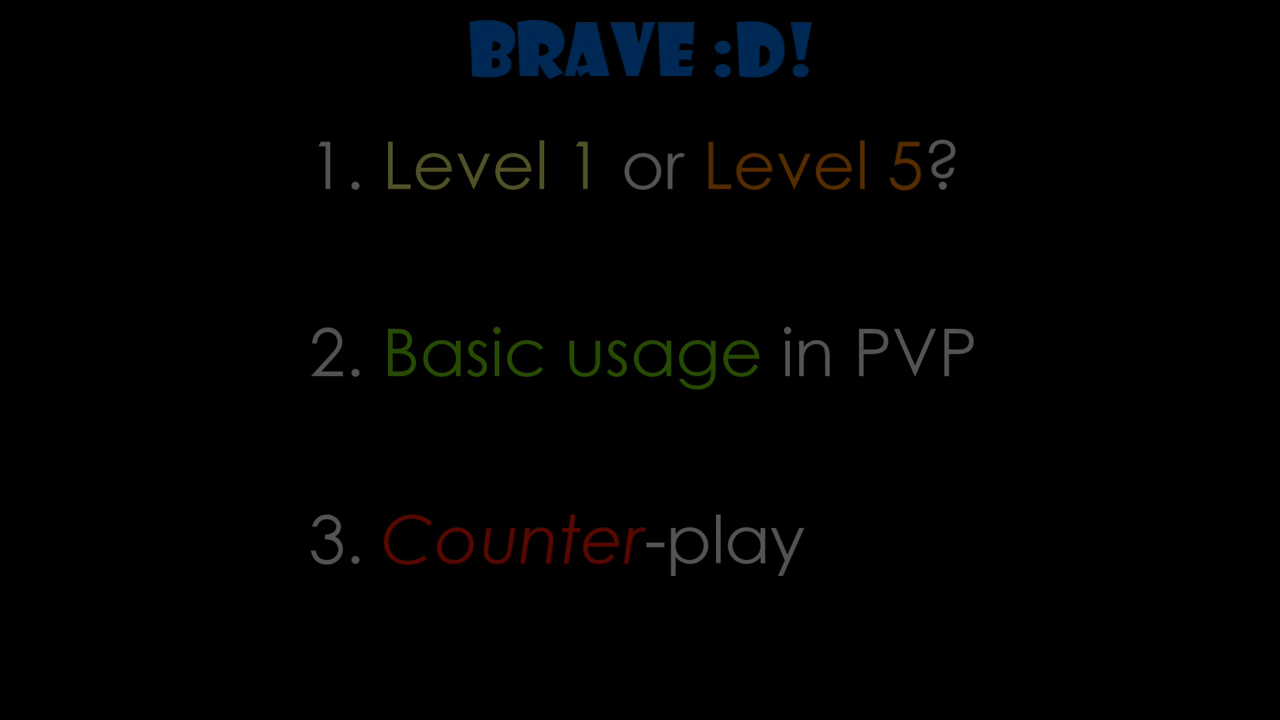 BRAVE :D!
1. Level 1 or Level 5?
2. Basic usage in PVP
3. Counter-play